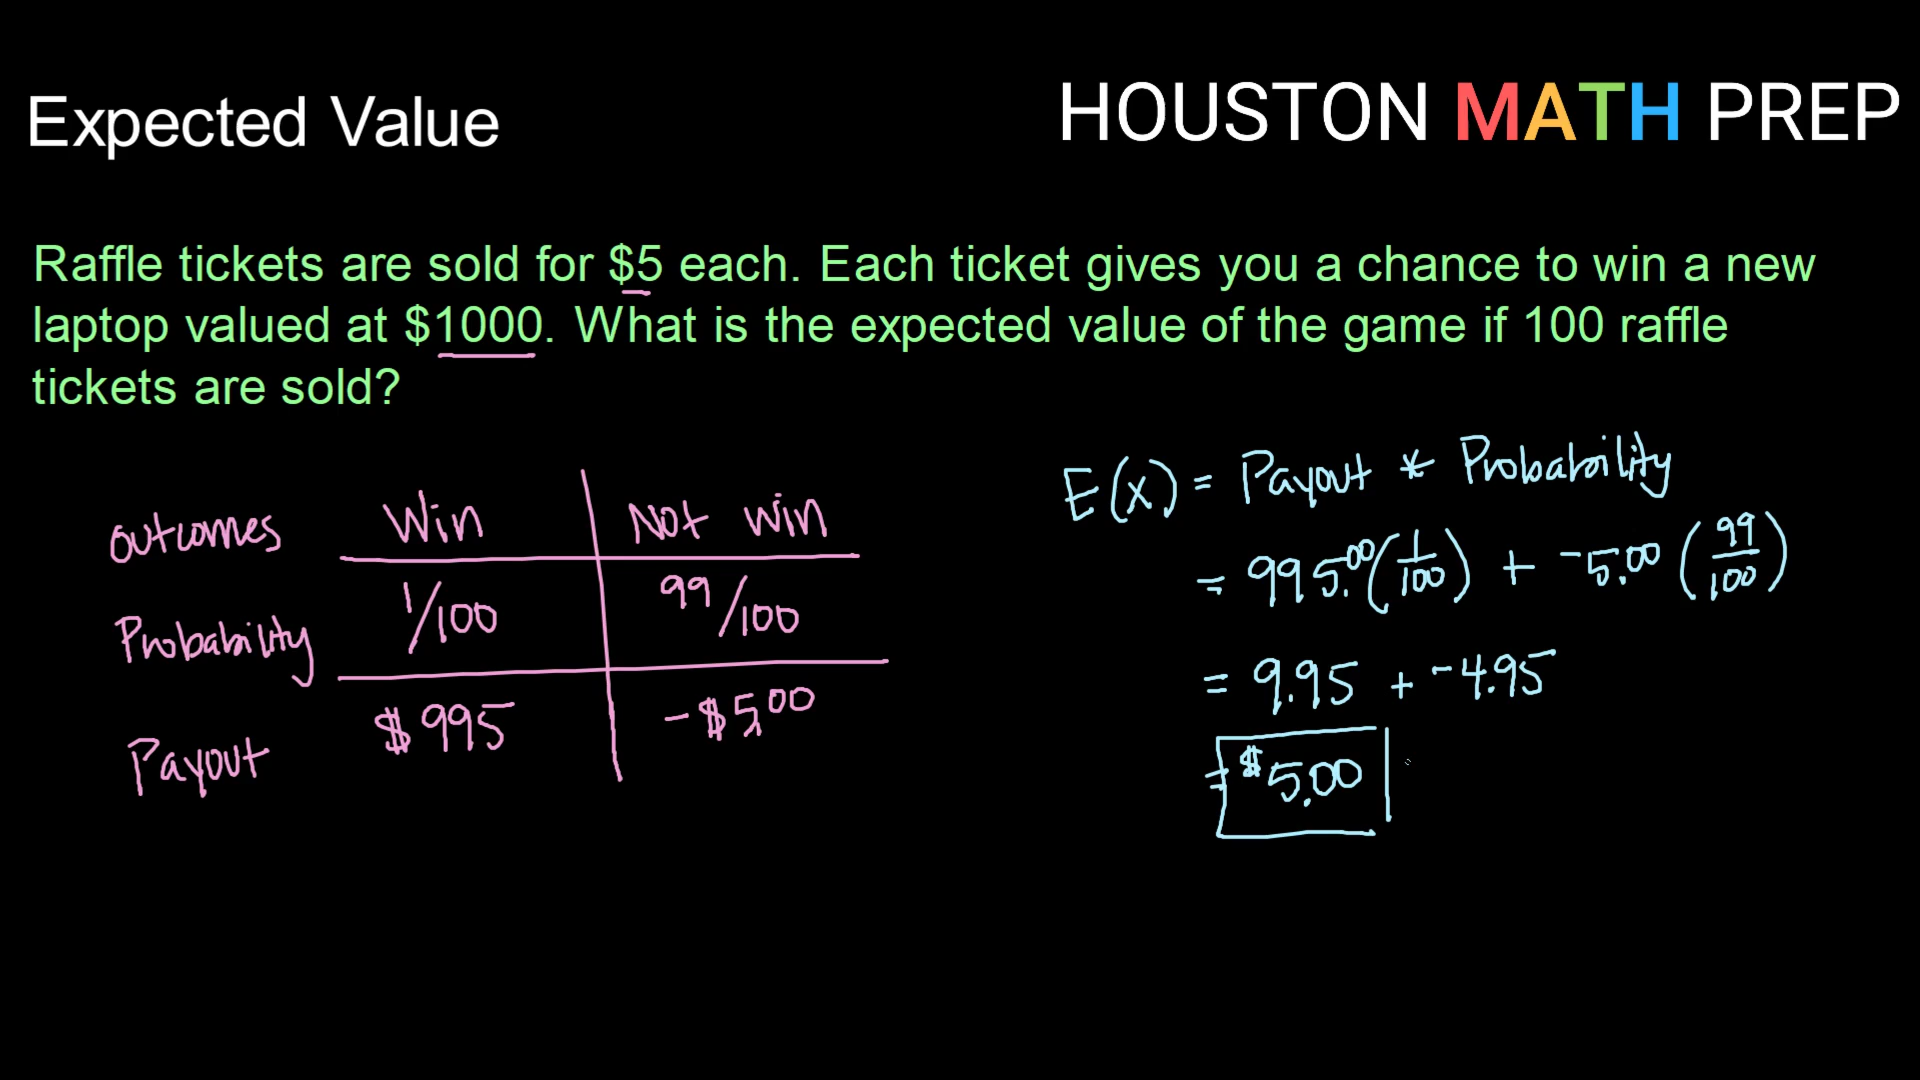 Expected Value
HOUSTON MATH PREP
Raffle tickets are sold for $5 each. Each ticket gives you a chance to win a new
laptop valued at $1000. What is the expected value of the game if 100 raffle
tickets are sold?
outcomes Win Not win
Probability 1/100 99/100
Payout $995 -$5.00
E(x) = Payout * Probability
= 995.00 (1/100) + -5.00 (99/100)
= 9.95 + -4.95
= $5.00